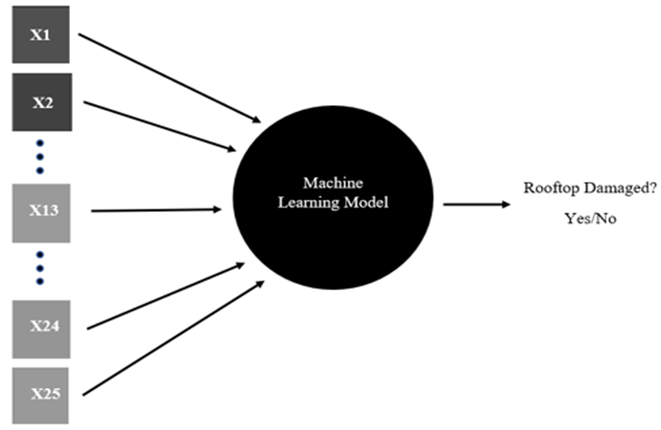 X1
X2
X13
X24
X25
Machine
Learning Model
Rooftop Damaged?
Yes/No